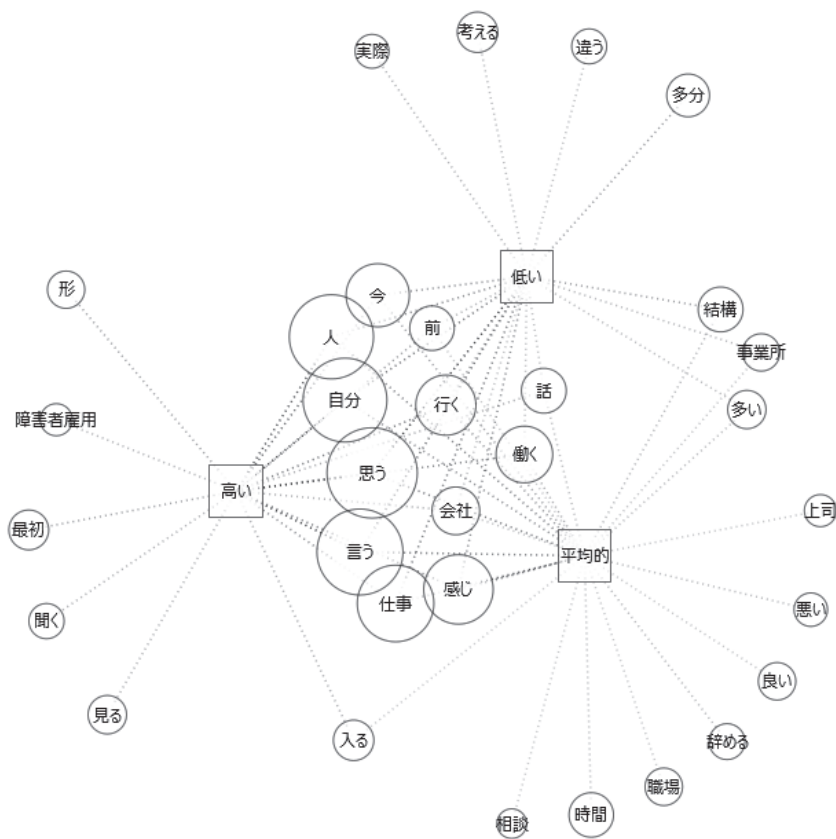 考える
違う
実際
多分
低い
形
今
結構
前
人
事業所
話
自分
行く
多い
障害者雇用
働く
思う
高い
会社
上司
最初
言う
平均的
感じ
仕事
悪い
聞く
良い
見る
入る
辞める
職場
時間
相談